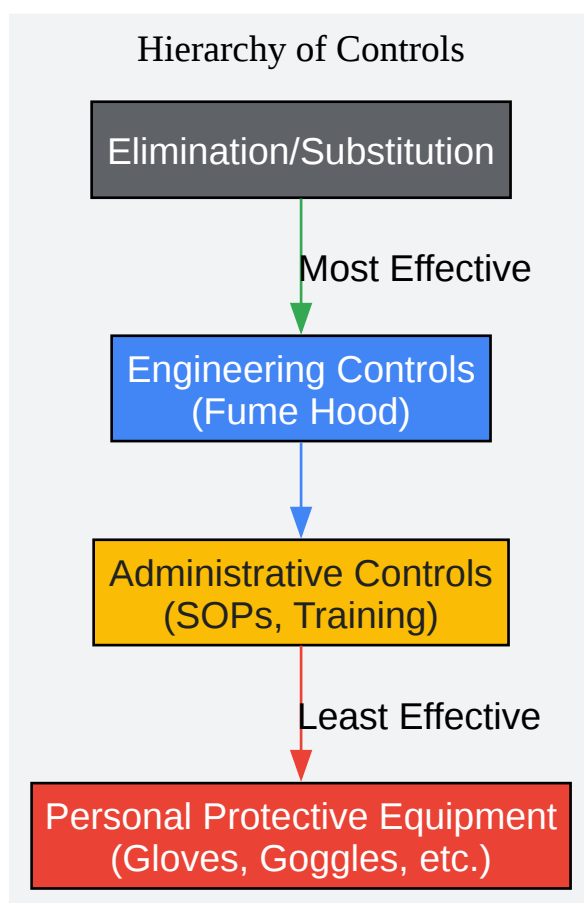 Hierarchy of Controls
Elimination/Substitution
Most Effective
Engineering Controls
(Fume Hood)
Administrative Controls
(SOPs, Training)
Least Effective
Personal Protective Equipment
(Gloves, Goggles, etc.)